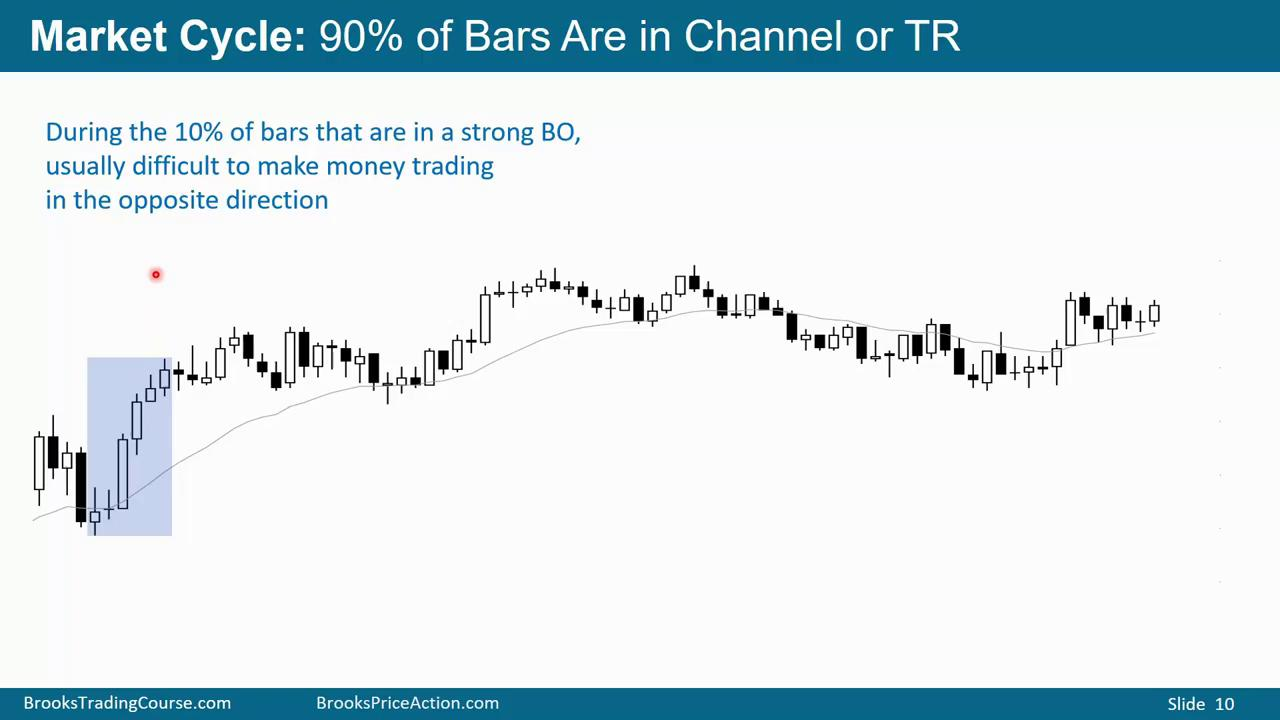 Market Cycle: 90% of Bars Are in Channel or TR
During the 10% of bars that are in a strong BO,
usually difficult to make money trading
in the opposite direction
BrooksTradingCourse.com
BrooksPriceAction.com
Slide 10